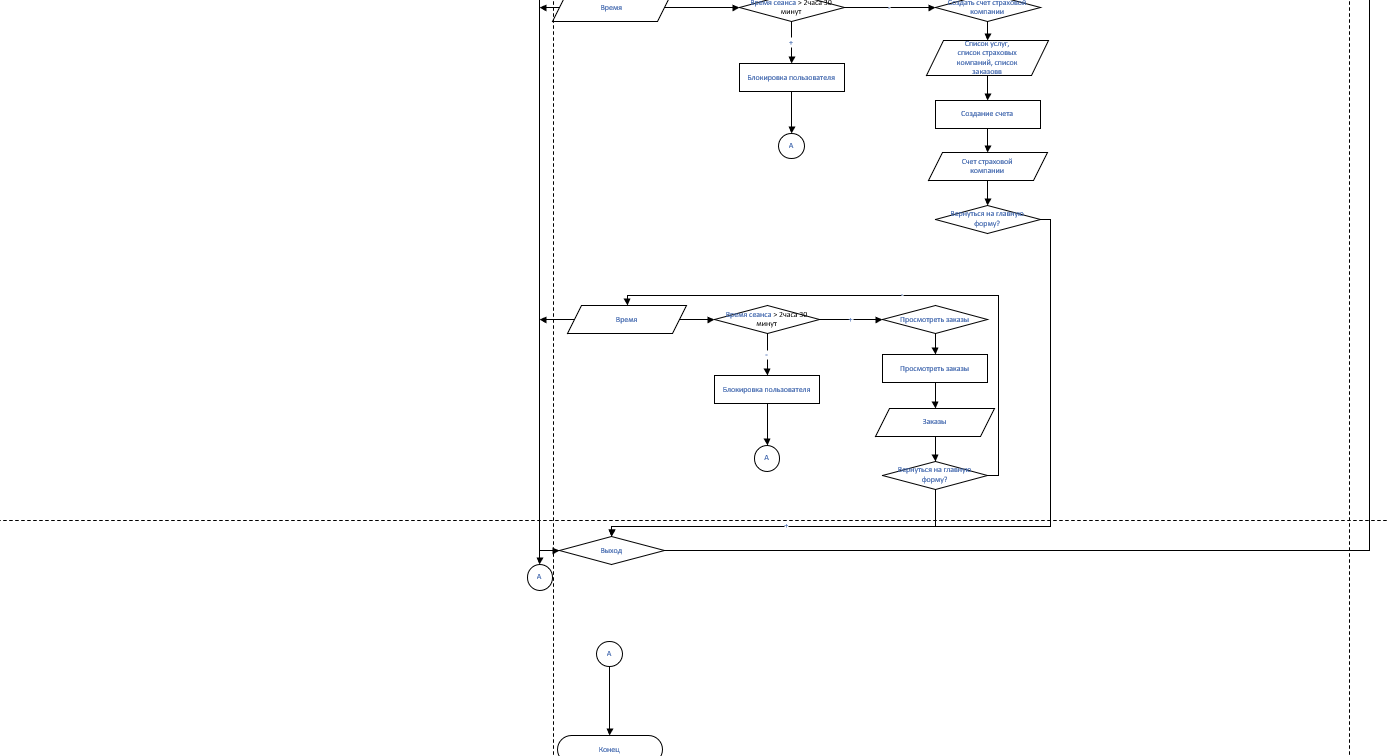 Время
Время сеанса > 2часа 30
минут
-
Создать счет страховой
компании
+
Список услуг,
список страховых
компаний, список
заказовв
Блокировка пользователя
Создание счета
А
Счет страховой
компании
Вернуться на главную
форму?
-
Время
Время сеанса > 2часа 30
минут
+
Просмотреть заказы
-
Просмотреть заказы
Блокировка пользователя
Заказы
А
Вернуться на главную
форму?
+
Выход
А
А
Конец